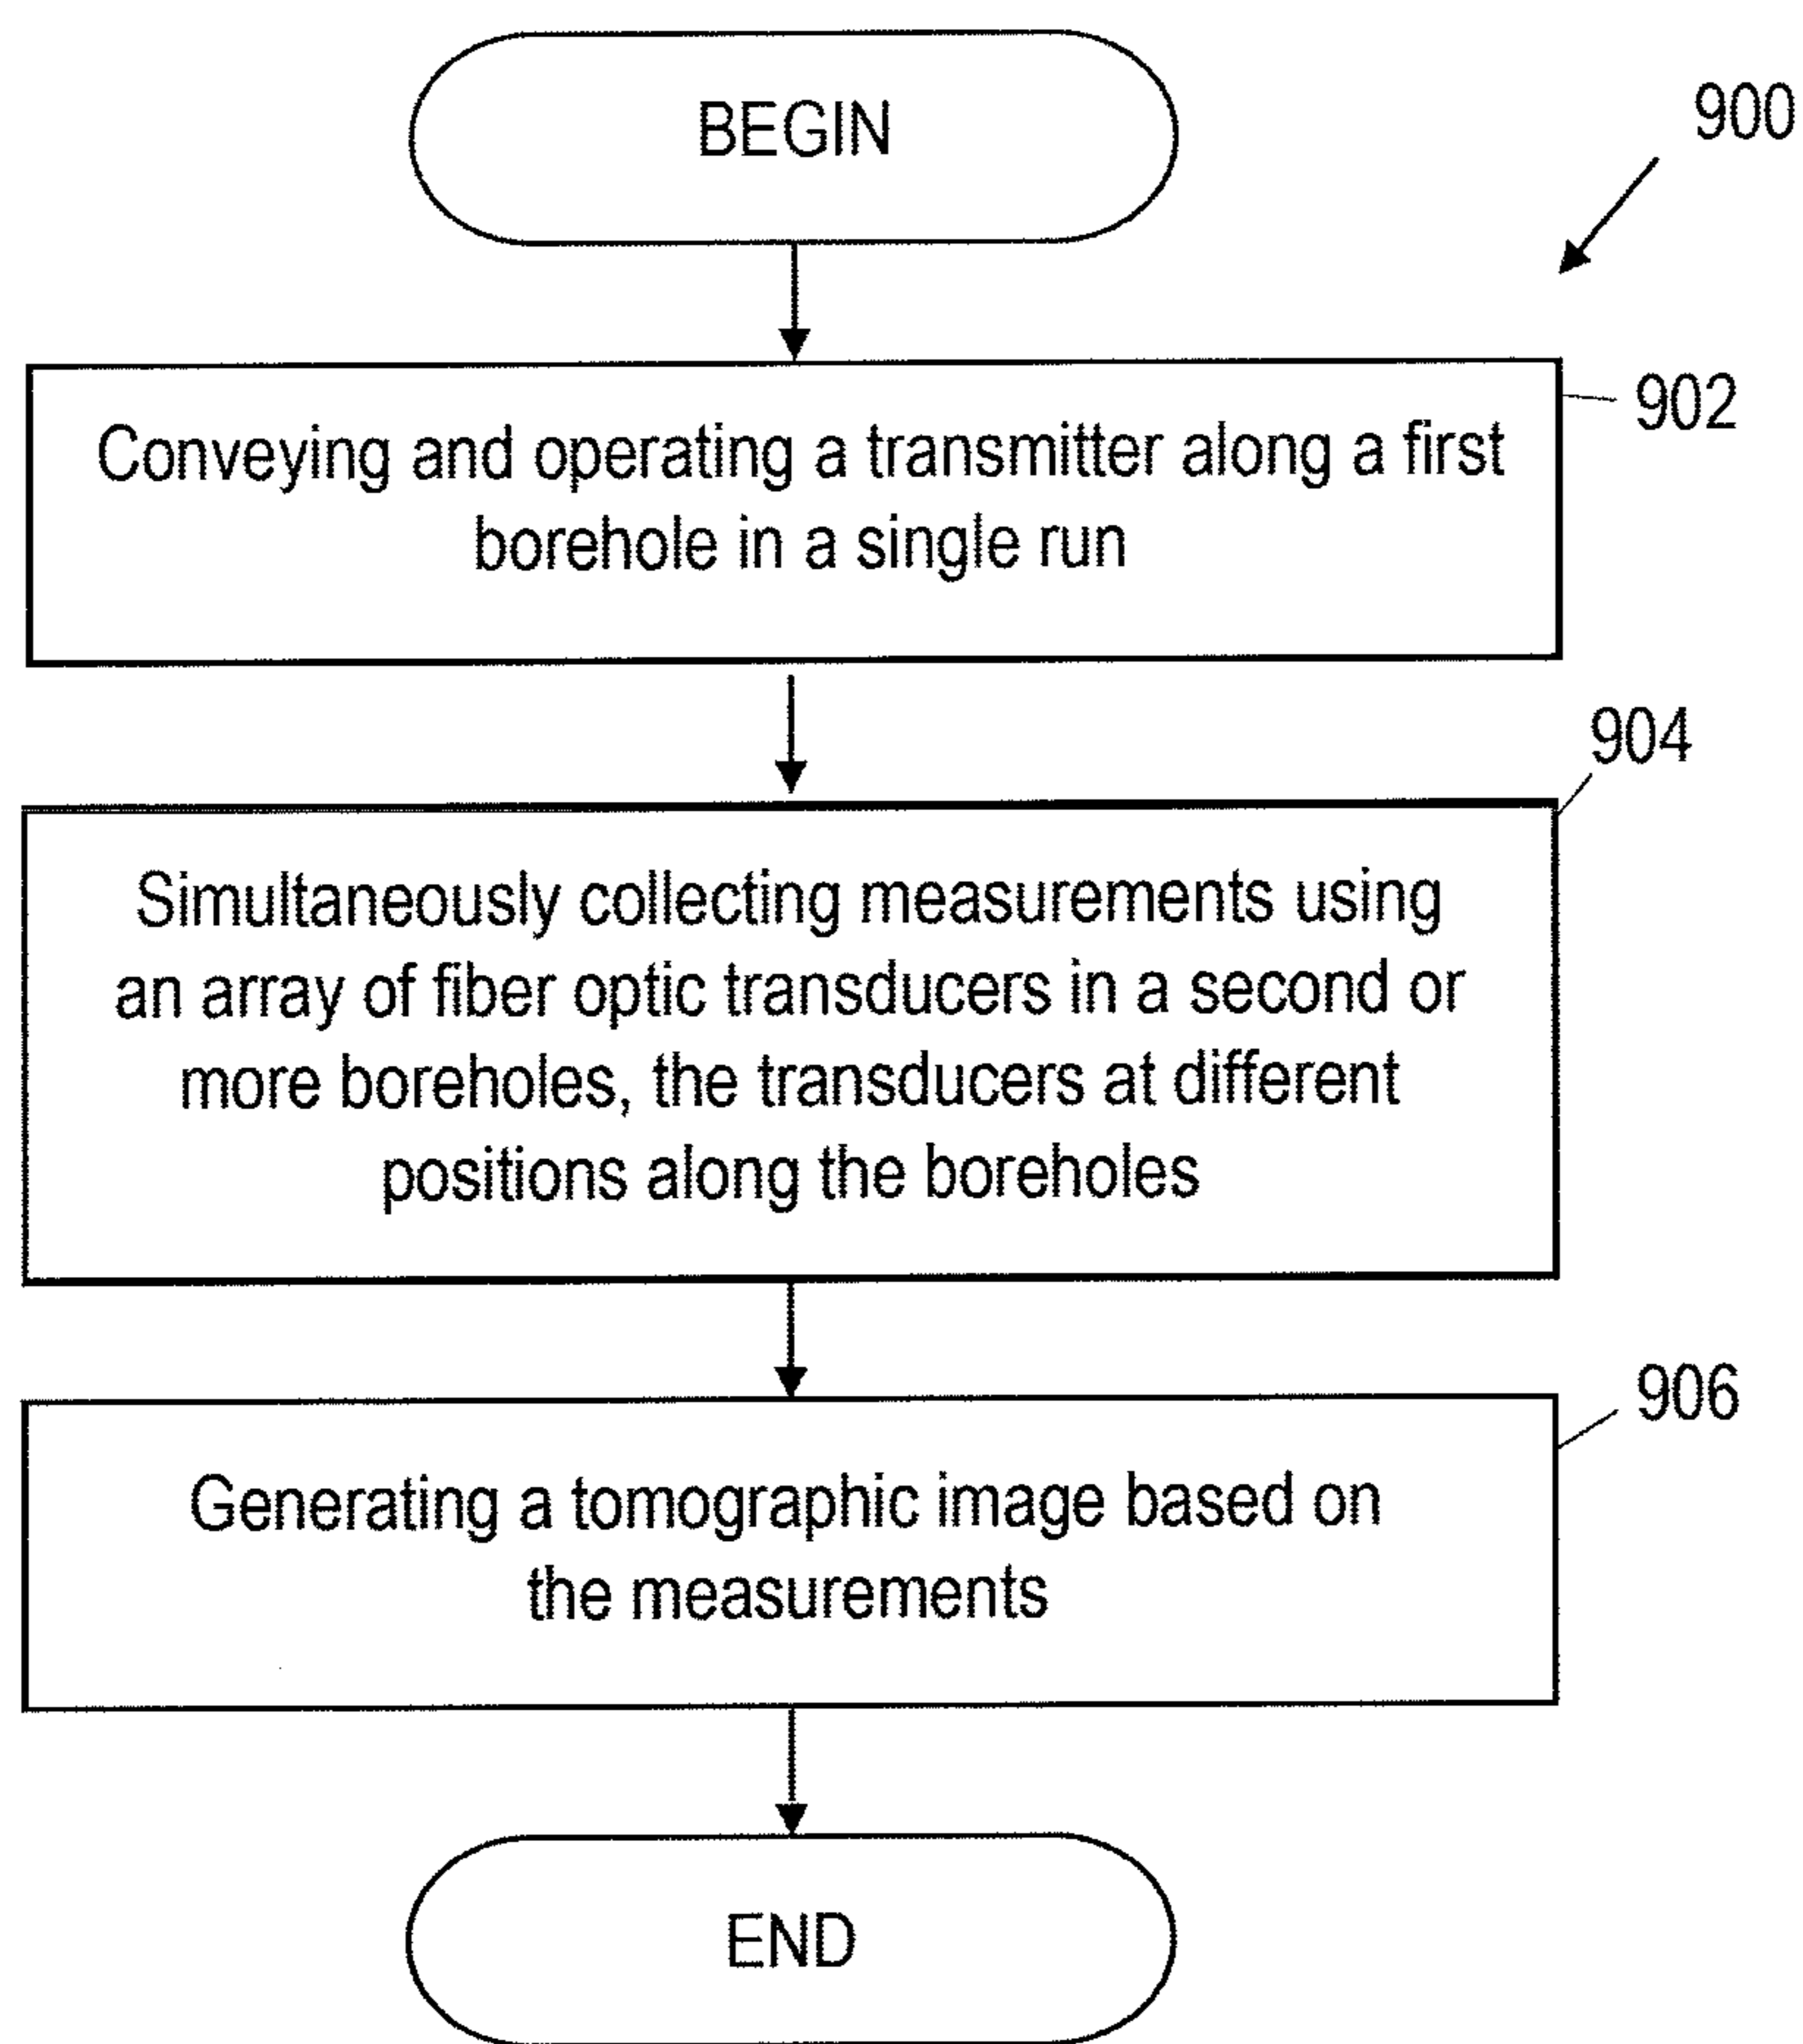 BEGIN
900
902
Conveying and operating a transmitter along a first
borehole in a single run
904
Simultaneously collecting measurements using
an array of fiber optic transducers in a second or
more boreholes, the transducers at different
positions along the boreholes
906
Generating a tomographic image based on
the measurements
END